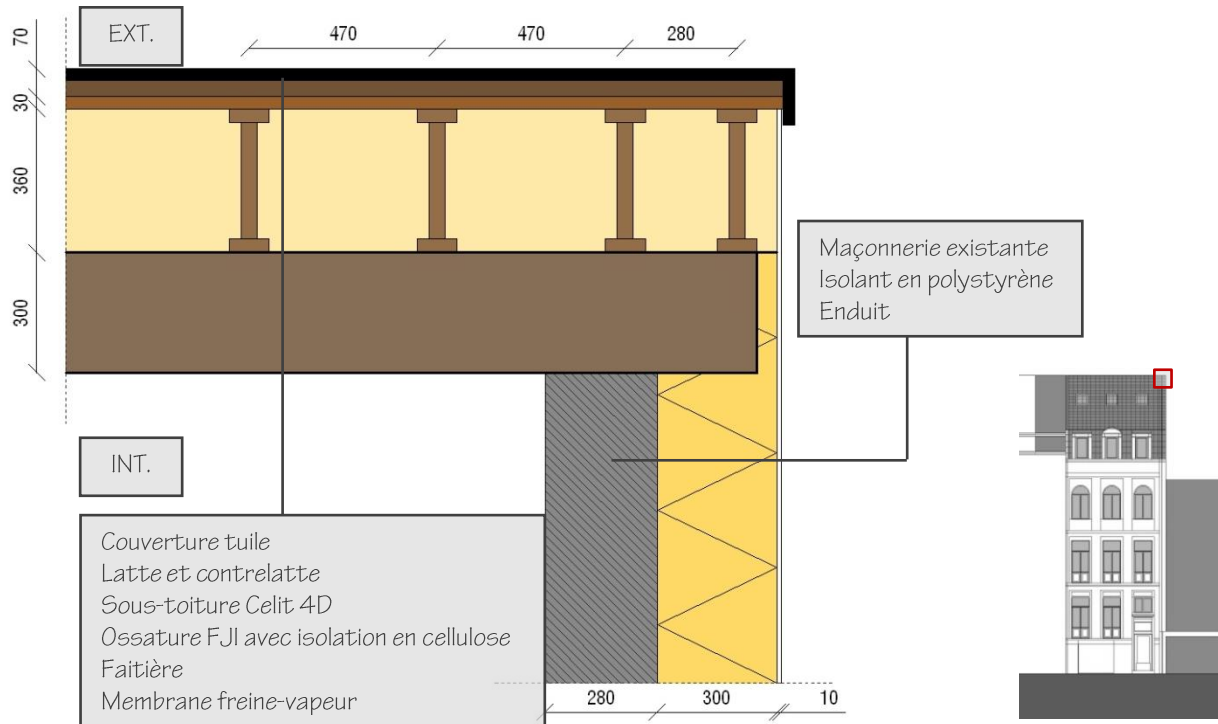 EXT.
470
470
280
70
30
360
300
Maçonnerie existante
Isolant en polystyrène
Enduit
INT.
Couverture tuile
Latte et contrelatte
Sous-toiture Celit 4D
Ossature FJI avec isolation en cellulose
Faitière
Membrane freine-vapeur
280
300
10